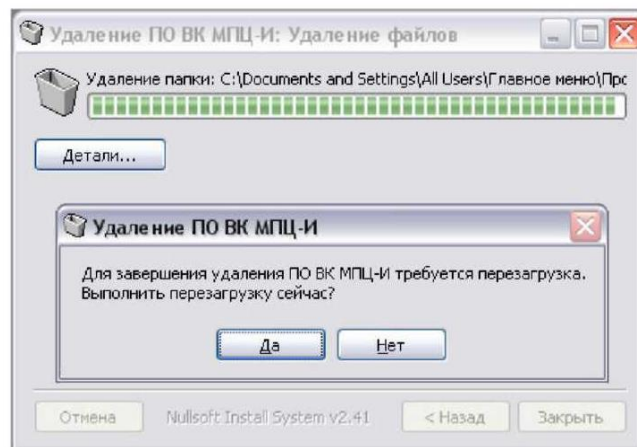 Удаление ПО ВК МПЦ-И: Удаление файлов
Удаление папки: C:\Documents and Settings\All Users\Главное меню\Прс
Детали...
Удаление ПО ВК МПЦ-И
Для завершения удаления ПО ВК МПЦ-И требуется перезагрузка.
Выполнить перезагрузку сейчас?
Да Нет
Отмена Nullsoft Install System v2.41 < Назад Закрыть